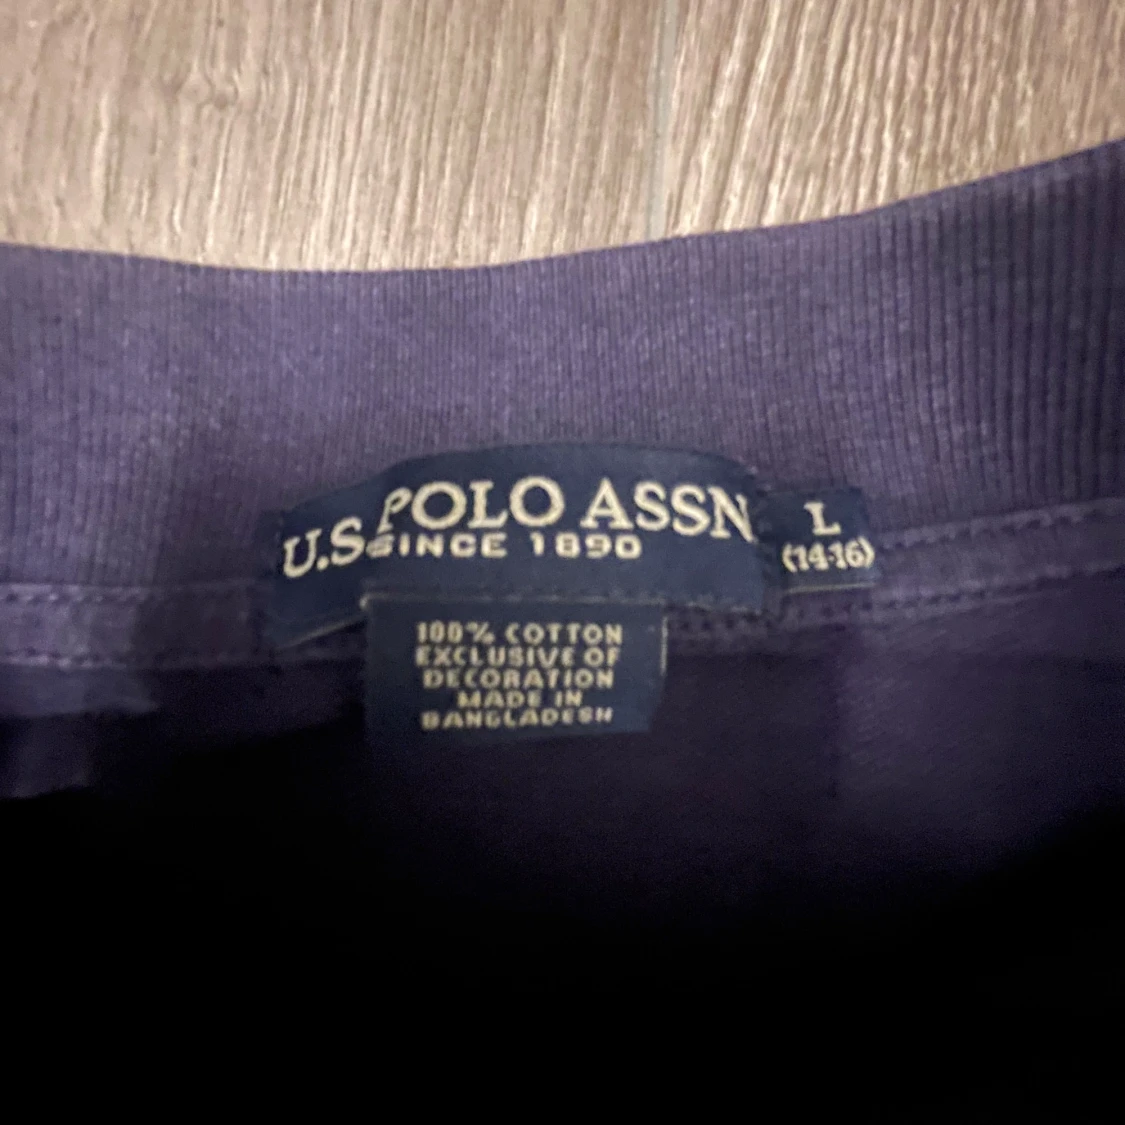 U.S. POLO ASSN.
SINCE 1890
L
(14-16)
100% COTTON
EXCLUSIVE OF
DECORATION
MADE IN
BANGLADESH